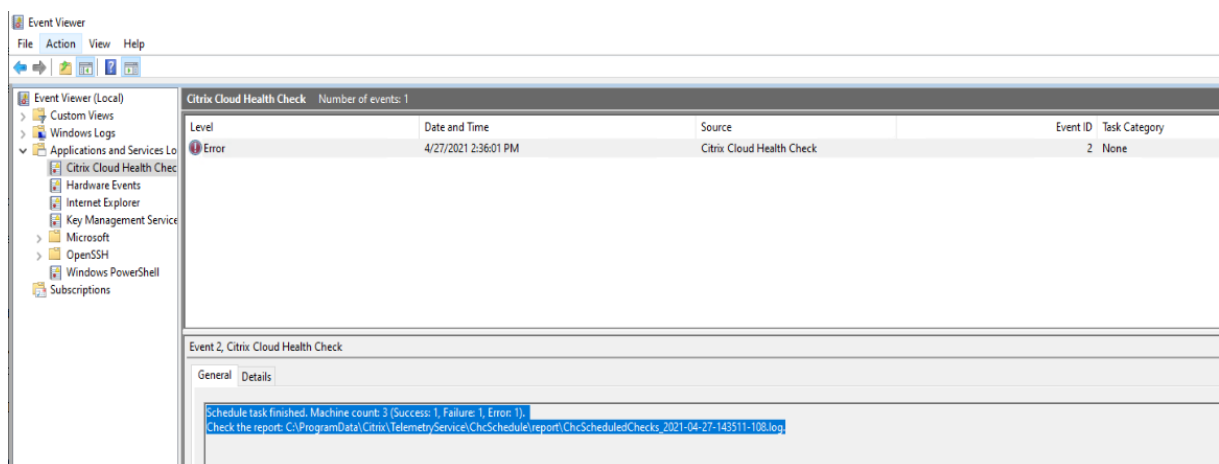 Event Viewer
File Action View Help
Event Viewer (Local)
Custom Views
Windows Logs
Applications and Services Lo
Citrix Cloud Health Chec
Hardware Events
Internet Explorer
Key Management Service
Microsoft
OpenSSH
Windows PowerShell
Subscriptions
Citrix Cloud Health Check Number of events: 1
Level Date and Time Source Event ID Task Category
Error 4/27/2021 2:36:01 PM Citrix Cloud Health Check 2 None
Event 2, Citrix Cloud Health Check
General Details
Schedule task finished. Machine count: 3 (Success: 1, Failure: 1, Error: 1).
Check the report: C:\ProgramData\Citrix\TelemetryService\ChcSchedule\report\ChcScheduledChecks_2021-04-27-143511-108.log.